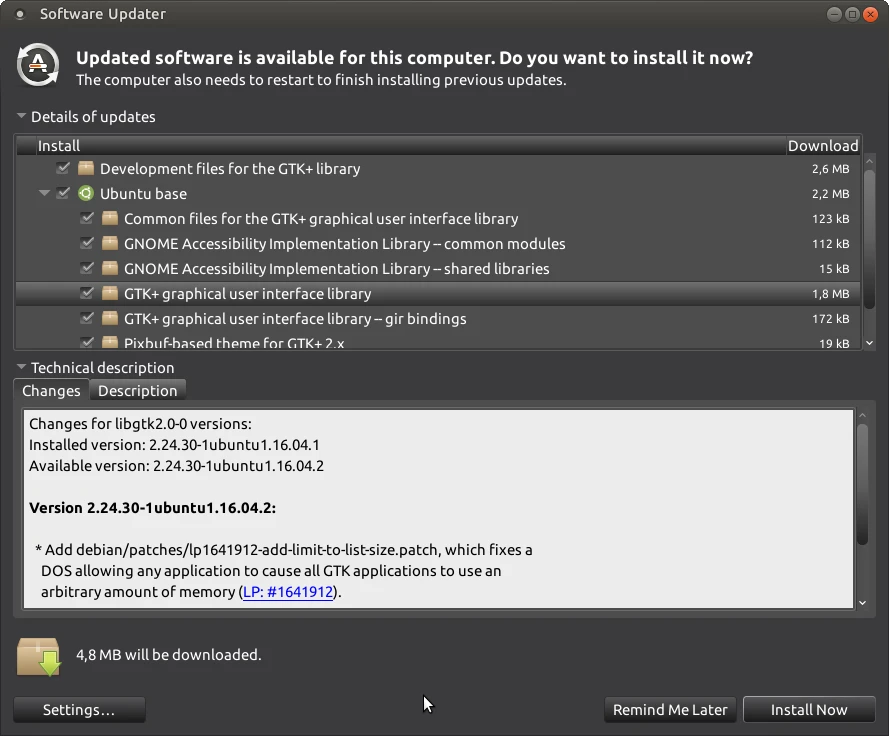 Software Updater
Updated software is available for this computer. Do you want to install it now?
The computer also needs to restart to finish installing previous updates.
Details of updates
Install Download
Development files for the GTK+ library 2,6 MB
Ubuntu base 2,2 MB
Common files for the GTK+ graphical user interface library 123 kB
GNOME Accessibility Implementation Library – common modules 112 kB
GNOME Accessibility Implementation Library – shared libraries 15 kB
GTK+ graphical user interface library 1,8 MB
GTK+ graphical user interface library – gir bindings 172 kB
Pixbuf-based theme for GTK+ 2.x 19 kB
Technical description
Changes Description
Changes for libgtk2.0-0 versions:
Installed version: 2.24.30-1ubuntu1.16.04.1
Available version: 2.24.30-1ubuntu1.16.04.2
Version 2.24.30-1ubuntu1.16.04.2:
* Add debian/patches/lp1641912-add-limit-to-list-size.patch, which fixes a
DOS allowing any application to cause all GTK applications to use an
arbitrary amount of memory (LP: #1641912).
4,8 MB will be downloaded.
Settings… Remind Me Later Install Now